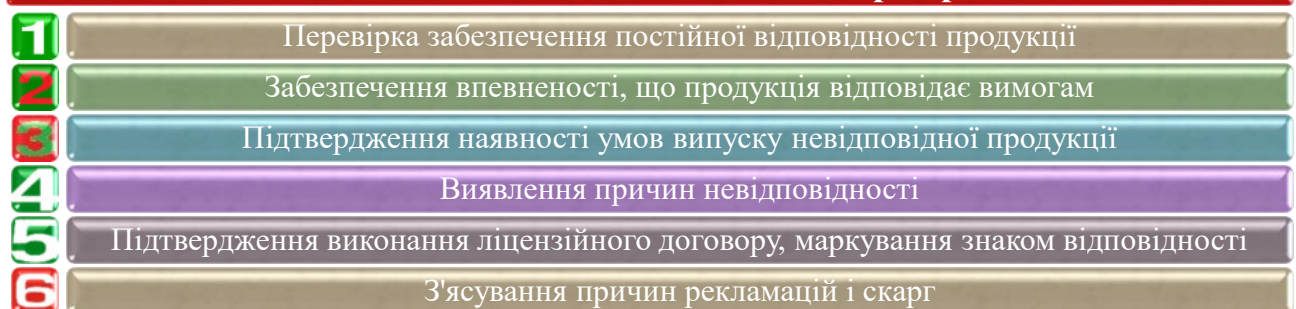 1 Перевірка забезпечення постійної відповідності продукції
2 Забезпечення впевненості, що продукція відповідає вимогам
3 Підтвердження наявності умов випуску невідповідної продукції
4 Виявлення причин невідповідності
5 Підтвердження виконання ліцензійного договору, маркування знаком відповідності
6 З'ясування причин рекламацій і скарг